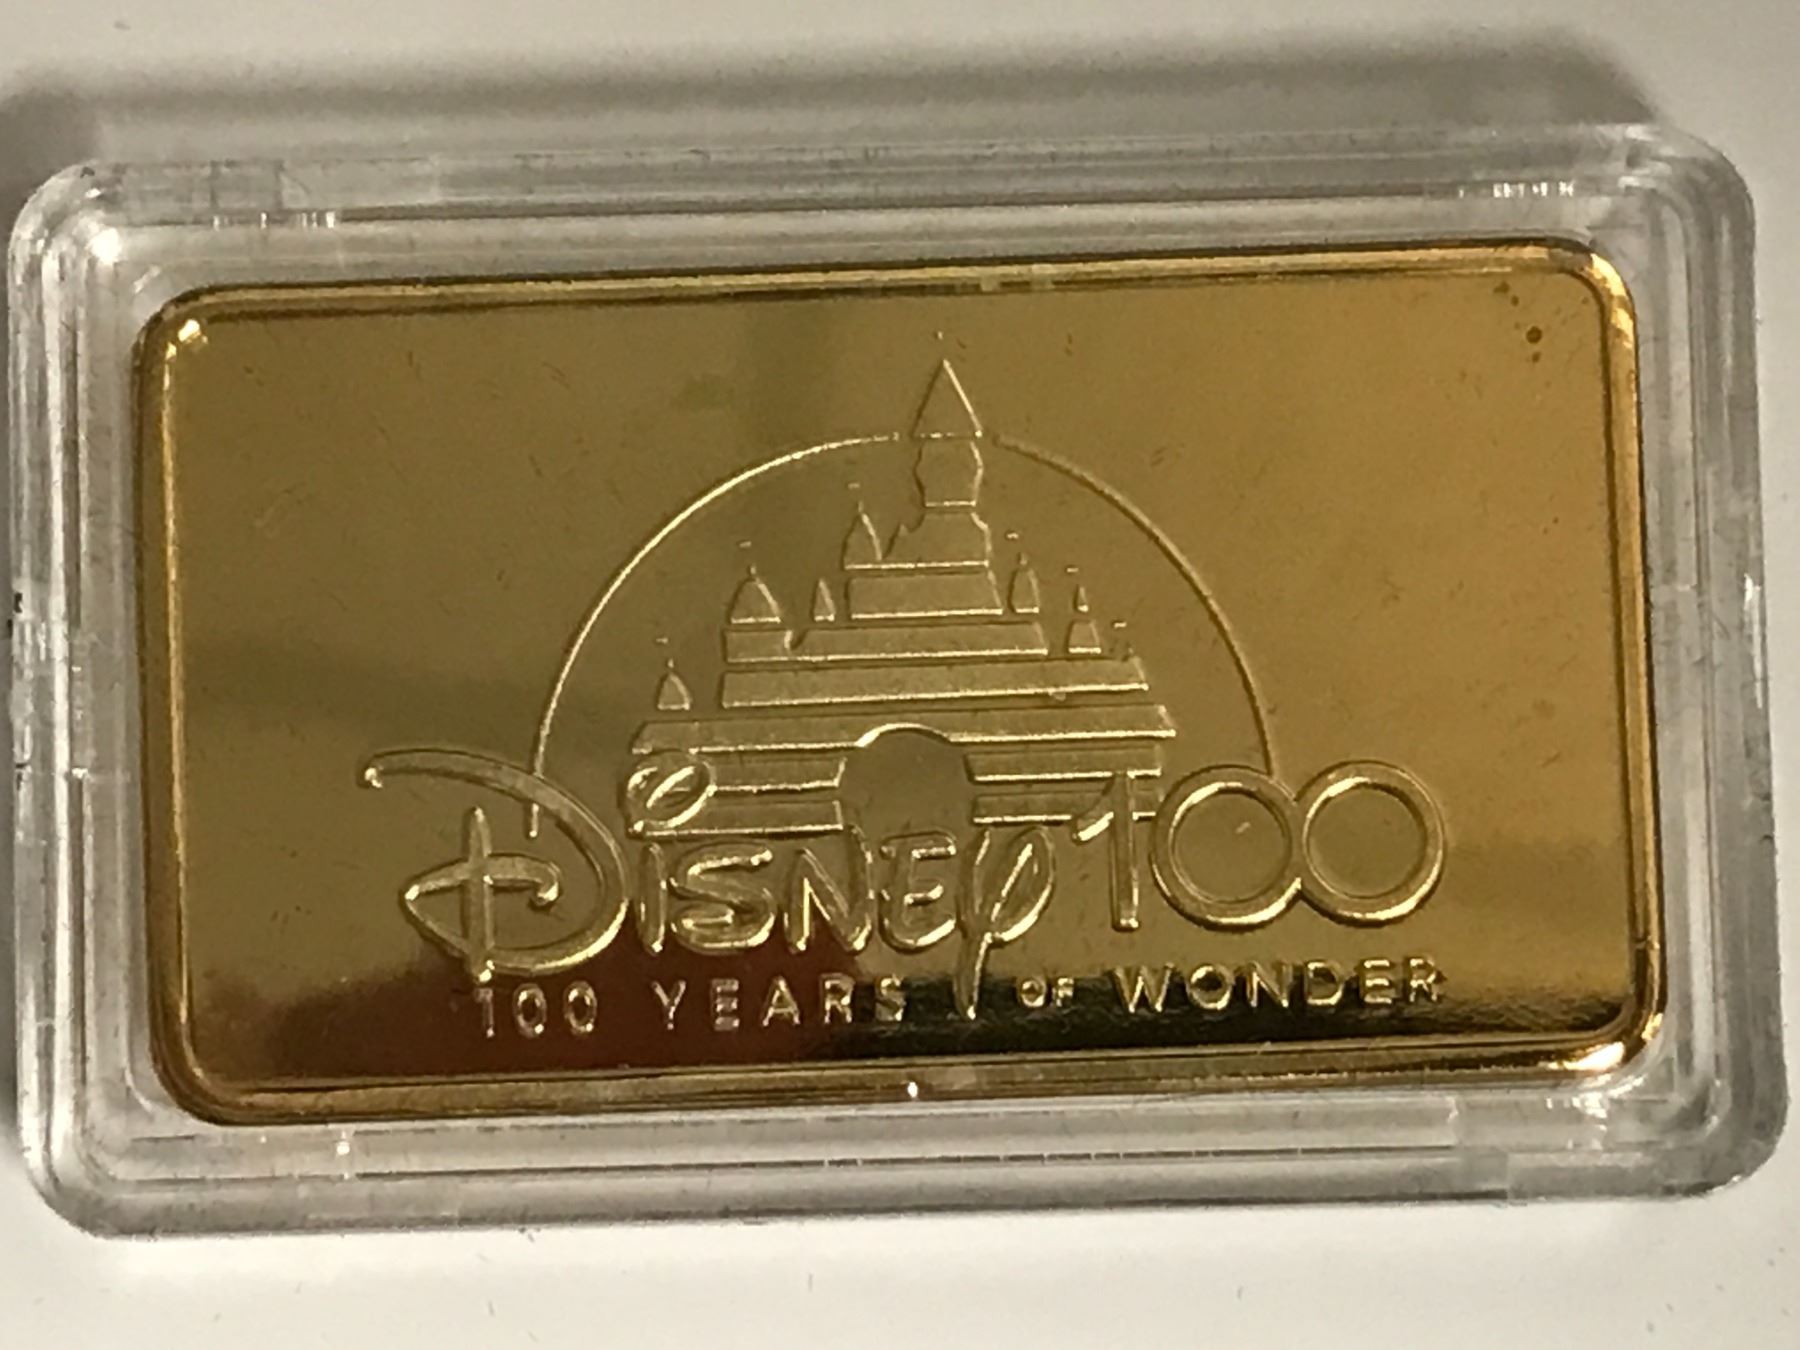 Disney100
100 YEARS OF WONDER